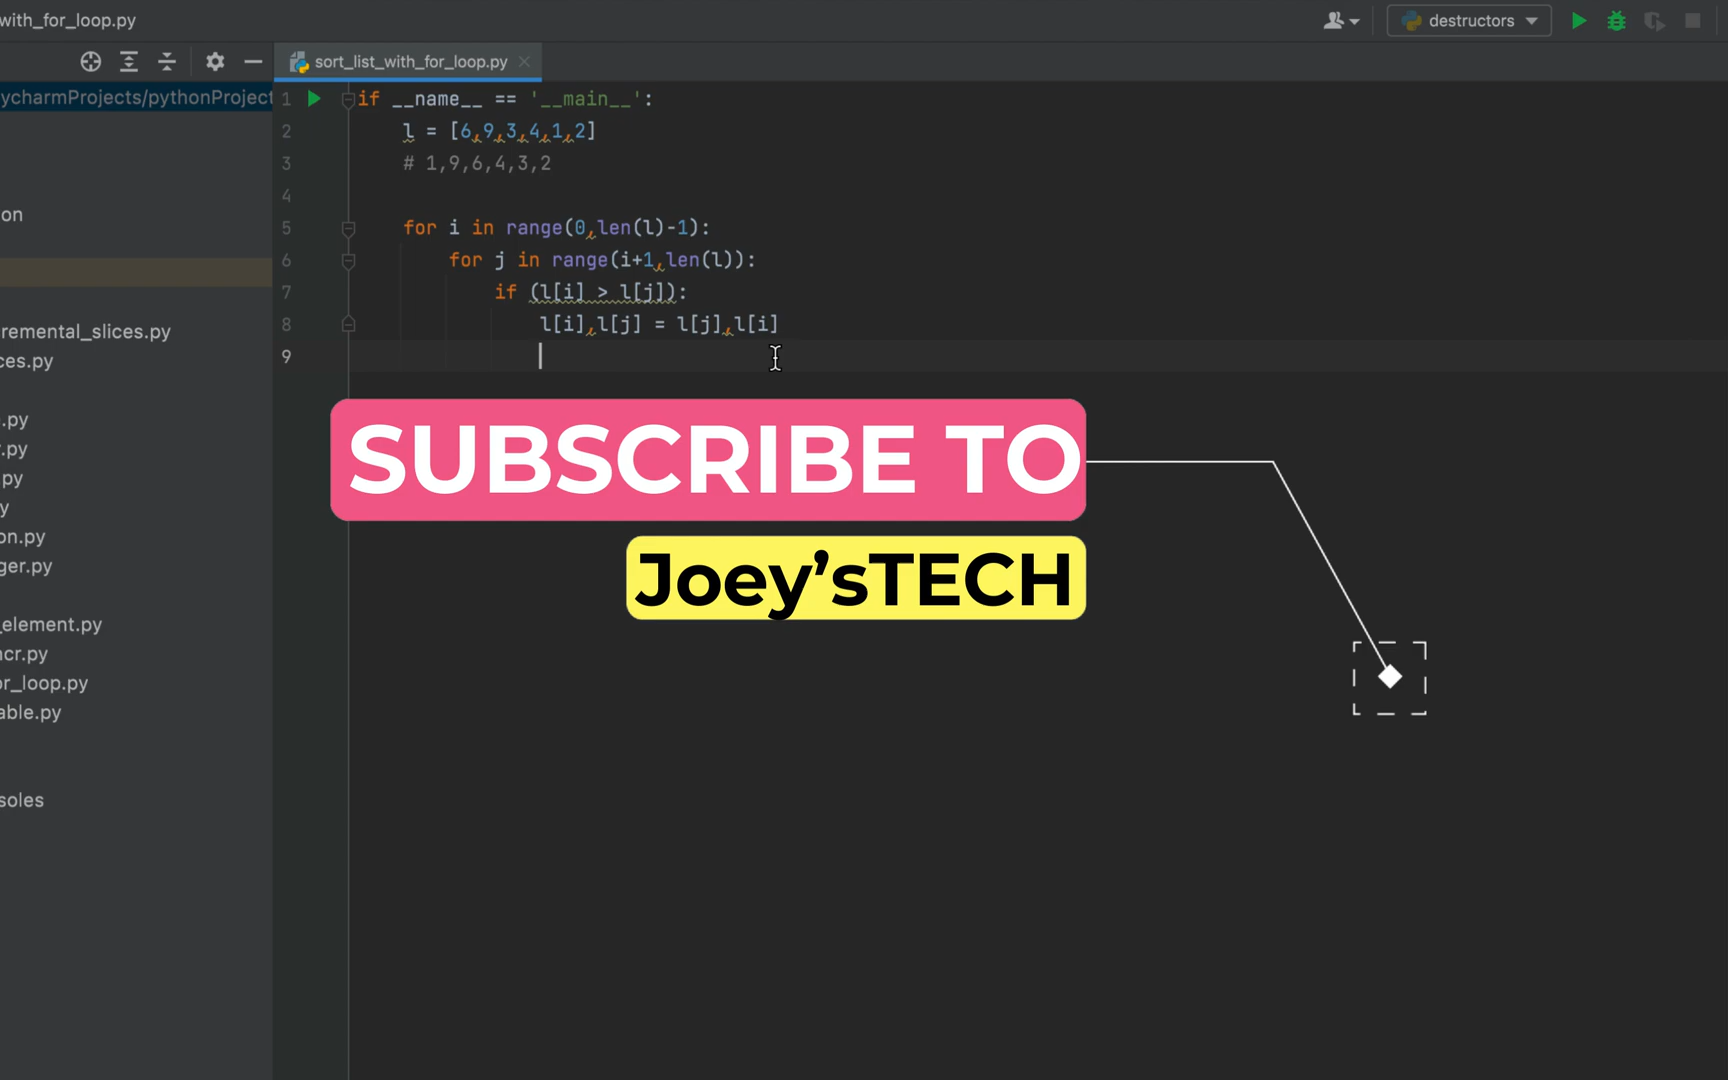 with_for_loop.py
destructors
sort_list_with_for_loop.py
ycharmProjects/pythonProject
1 if __name__ == '__main__':
2 l = [6,9,3,4,1,2]
3 # 1,9,6,4,3,2
4
5 for i in range(0,len(l)-1):
6 for j in range(i+1,len(l)):
7 if (l[i] > l[j]):
8 l[i],l[j] = l[j],l[i]
9
on
remental_slices.py
ces.py
.py
r.py
.py
y
on.py
ger.py
_element.py
ncr.py
or_loop.py
able.py
soles
SUBSCRIBE TO
Joey’sTECH